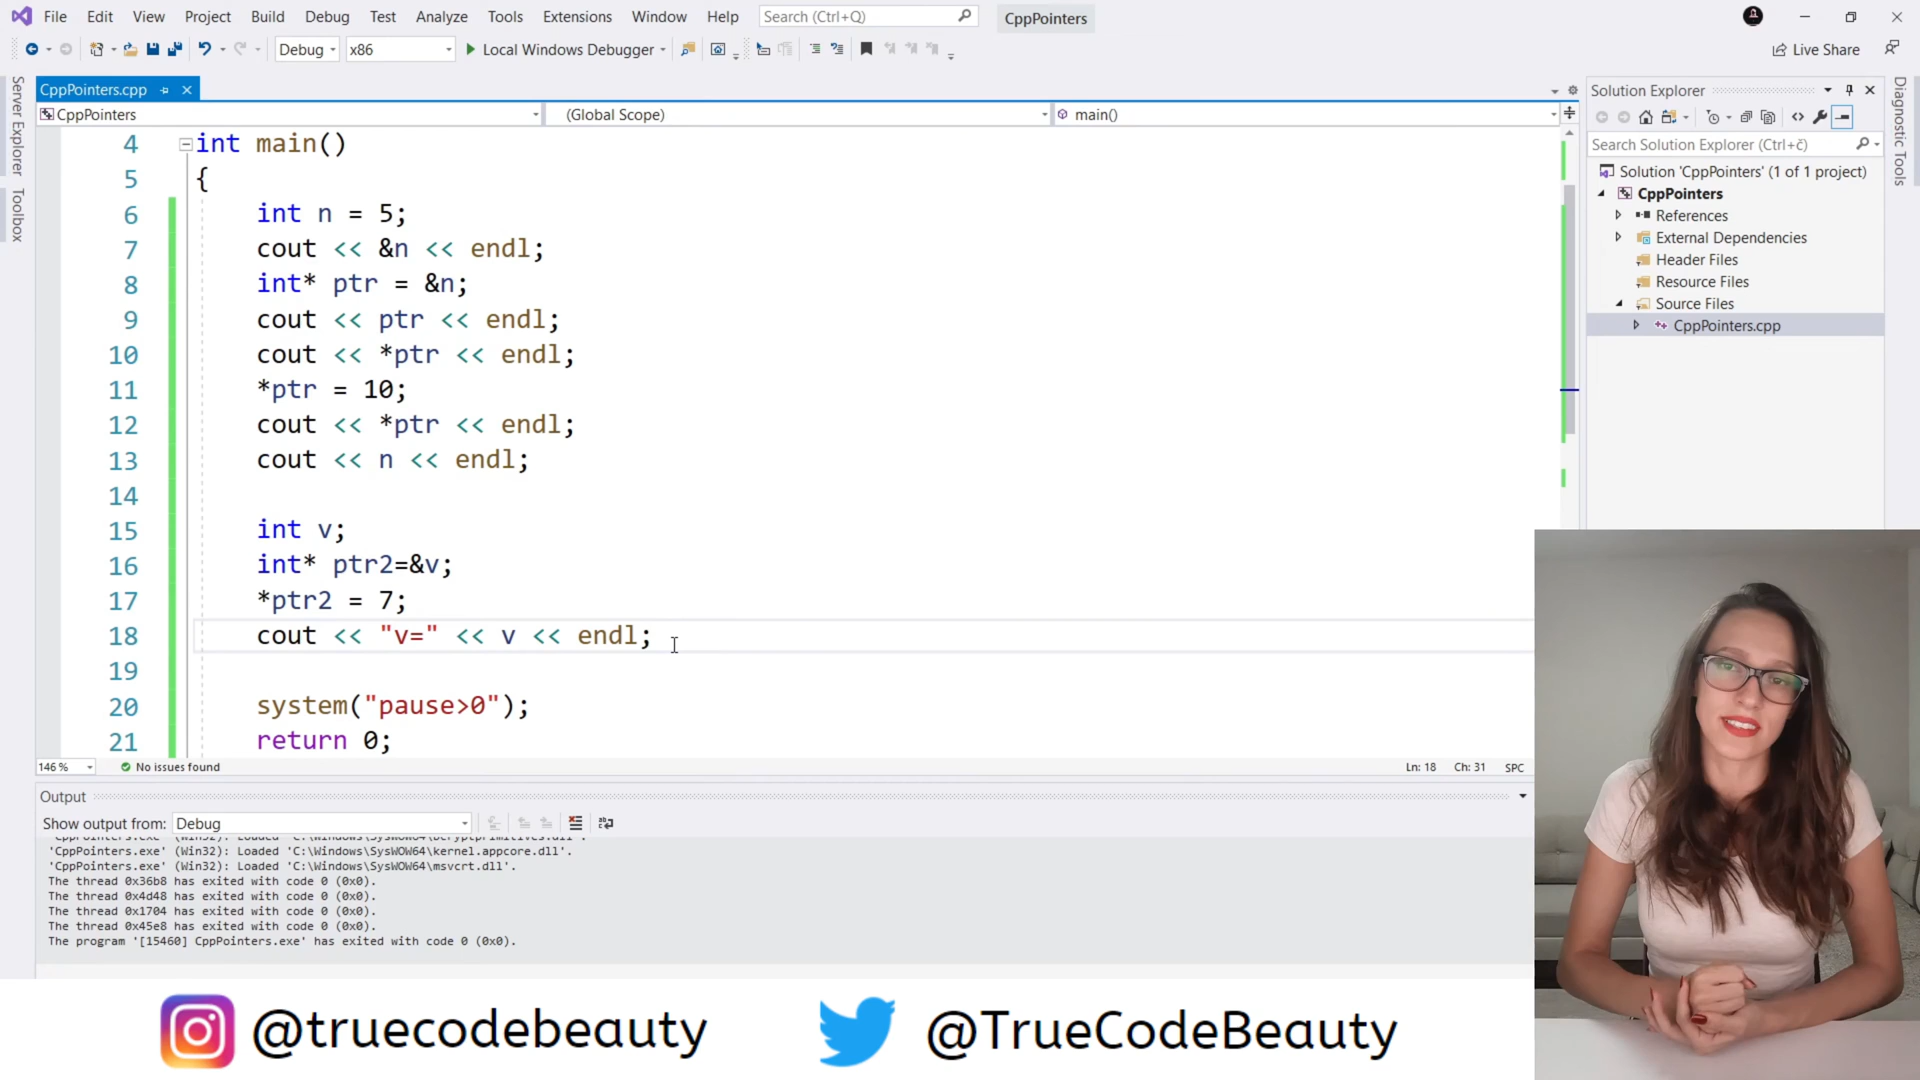 File Edit View Project Build Debug Test Analyze Tools Extensions Window Help Search (Ctrl+Q) CppPointers
Debug x86 Local Windows Debugger Live Share
Server Explorer
Toolbox
CppPointers.cpp
CppPointers (Global Scope) main()
4 int main()
5 {
6 int n = 5;
7 cout << &n << endl;
8 int* ptr = &n;
9 cout << ptr << endl;
10 cout << *ptr << endl;
11 *ptr = 10;
12 cout << *ptr << endl;
13 cout << n << endl;
14
15 int v;
16 int* ptr2=&v;
17 *ptr2 = 7;
18 cout << "v=" << v << endl;
19
20 system("pause>0");
21 return 0;
146 % No issues found Ln: 18 Ch: 31 SPC
Output
Show output from: Debug
'CppPointers.exe' (Win32): Loaded 'C:\Windows\SysWOW64\bcryptprimitives.dll'.
'CppPointers.exe' (Win32): Loaded 'C:\Windows\SysWOW64\kernel.appcore.dll'.
'CppPointers.exe' (Win32): Loaded 'C:\Windows\SysWOW64\msvcrt.dll'.
The thread 0x36b8 has exited with code 0 (0x0).
The thread 0x4d48 has exited with code 0 (0x0).
The thread 0x1704 has exited with code 0 (0x0).
The thread 0x45e8 has exited with code 0 (0x0).
The program '[15460] CppPointers.exe' has exited with code 0 (0x0).
Solution Explorer
Search Solution Explorer (Ctrl+č)
Solution 'CppPointers' (1 of 1 project)
CppPointers
References
External Dependencies
Header Files
Resource Files
Source Files
CppPointers.cpp
Diagnostic Tools
@truecodebeauty
@TrueCodeBeauty